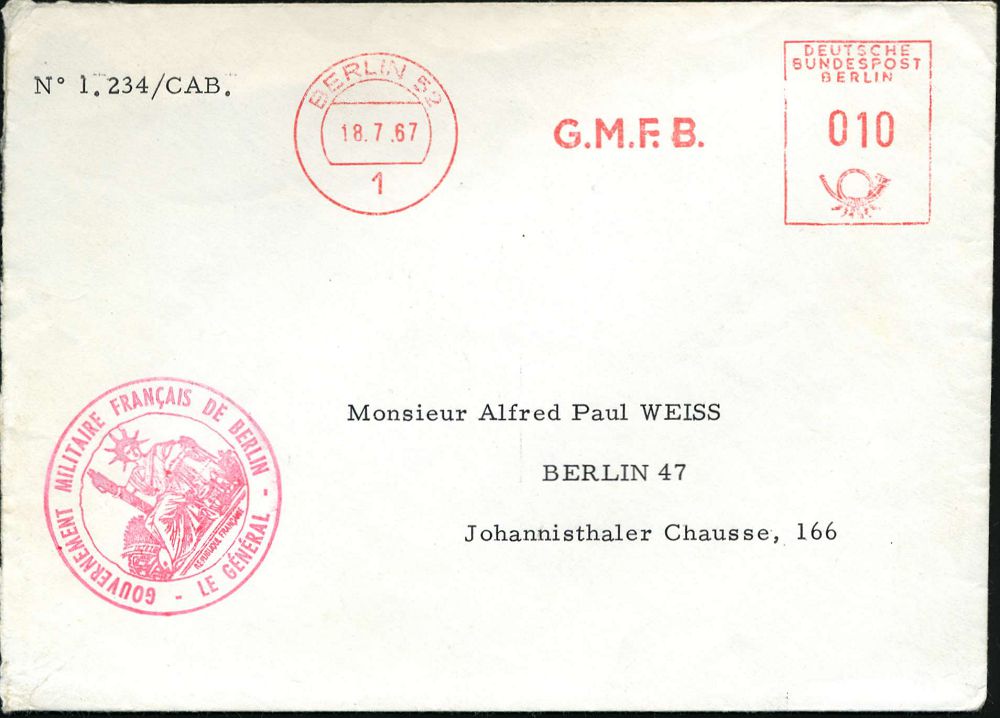 N° 1.234/CAB.
BERLIN 52
18.7.67
1
G.M.F.B.
DEUTSCHE
BUNDESPOST
BERLIN
010
GOUVERNEMENT MILITAIRE FRANÇAIS DE BERLIN -
LE GÉNÉRAL -
RÉPUBLIQUE FRANÇAISE
Monsieur Alfred Paul WEISS
BERLIN 47
Johannisthaler Chausse, 166